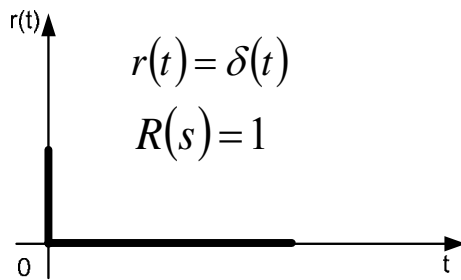 r(t)
r(t) = δ(t)
R(s) = 1
0
t